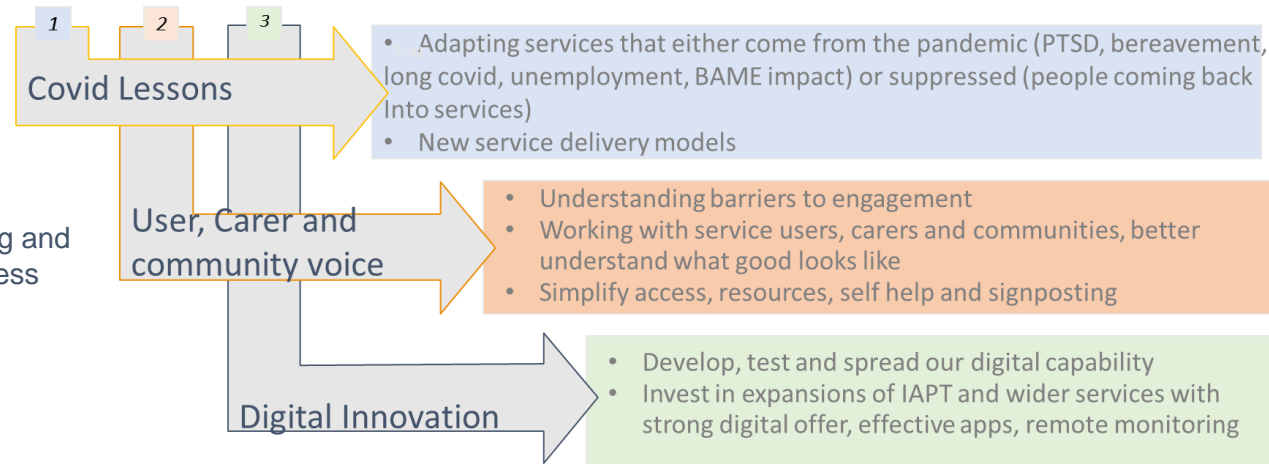 1 2 3
Covid Lessons
• Adapting services that either come from the pandemic (PTSD, bereavement,
long covid, unemployment, BAME impact) or suppressed (people coming back
Into services)
• New service delivery models
g and
ess
User, Carer and
community voice
• Understanding barriers to engagement
• Working with service users, carers and communities, better
understand what good looks like
• Simplify access, resources, self help and signposting
Digital Innovation
• Develop, test and spread our digital capability
• Invest in expansions of IAPT and wider services with
strong digital offer, effective apps, remote monitoring